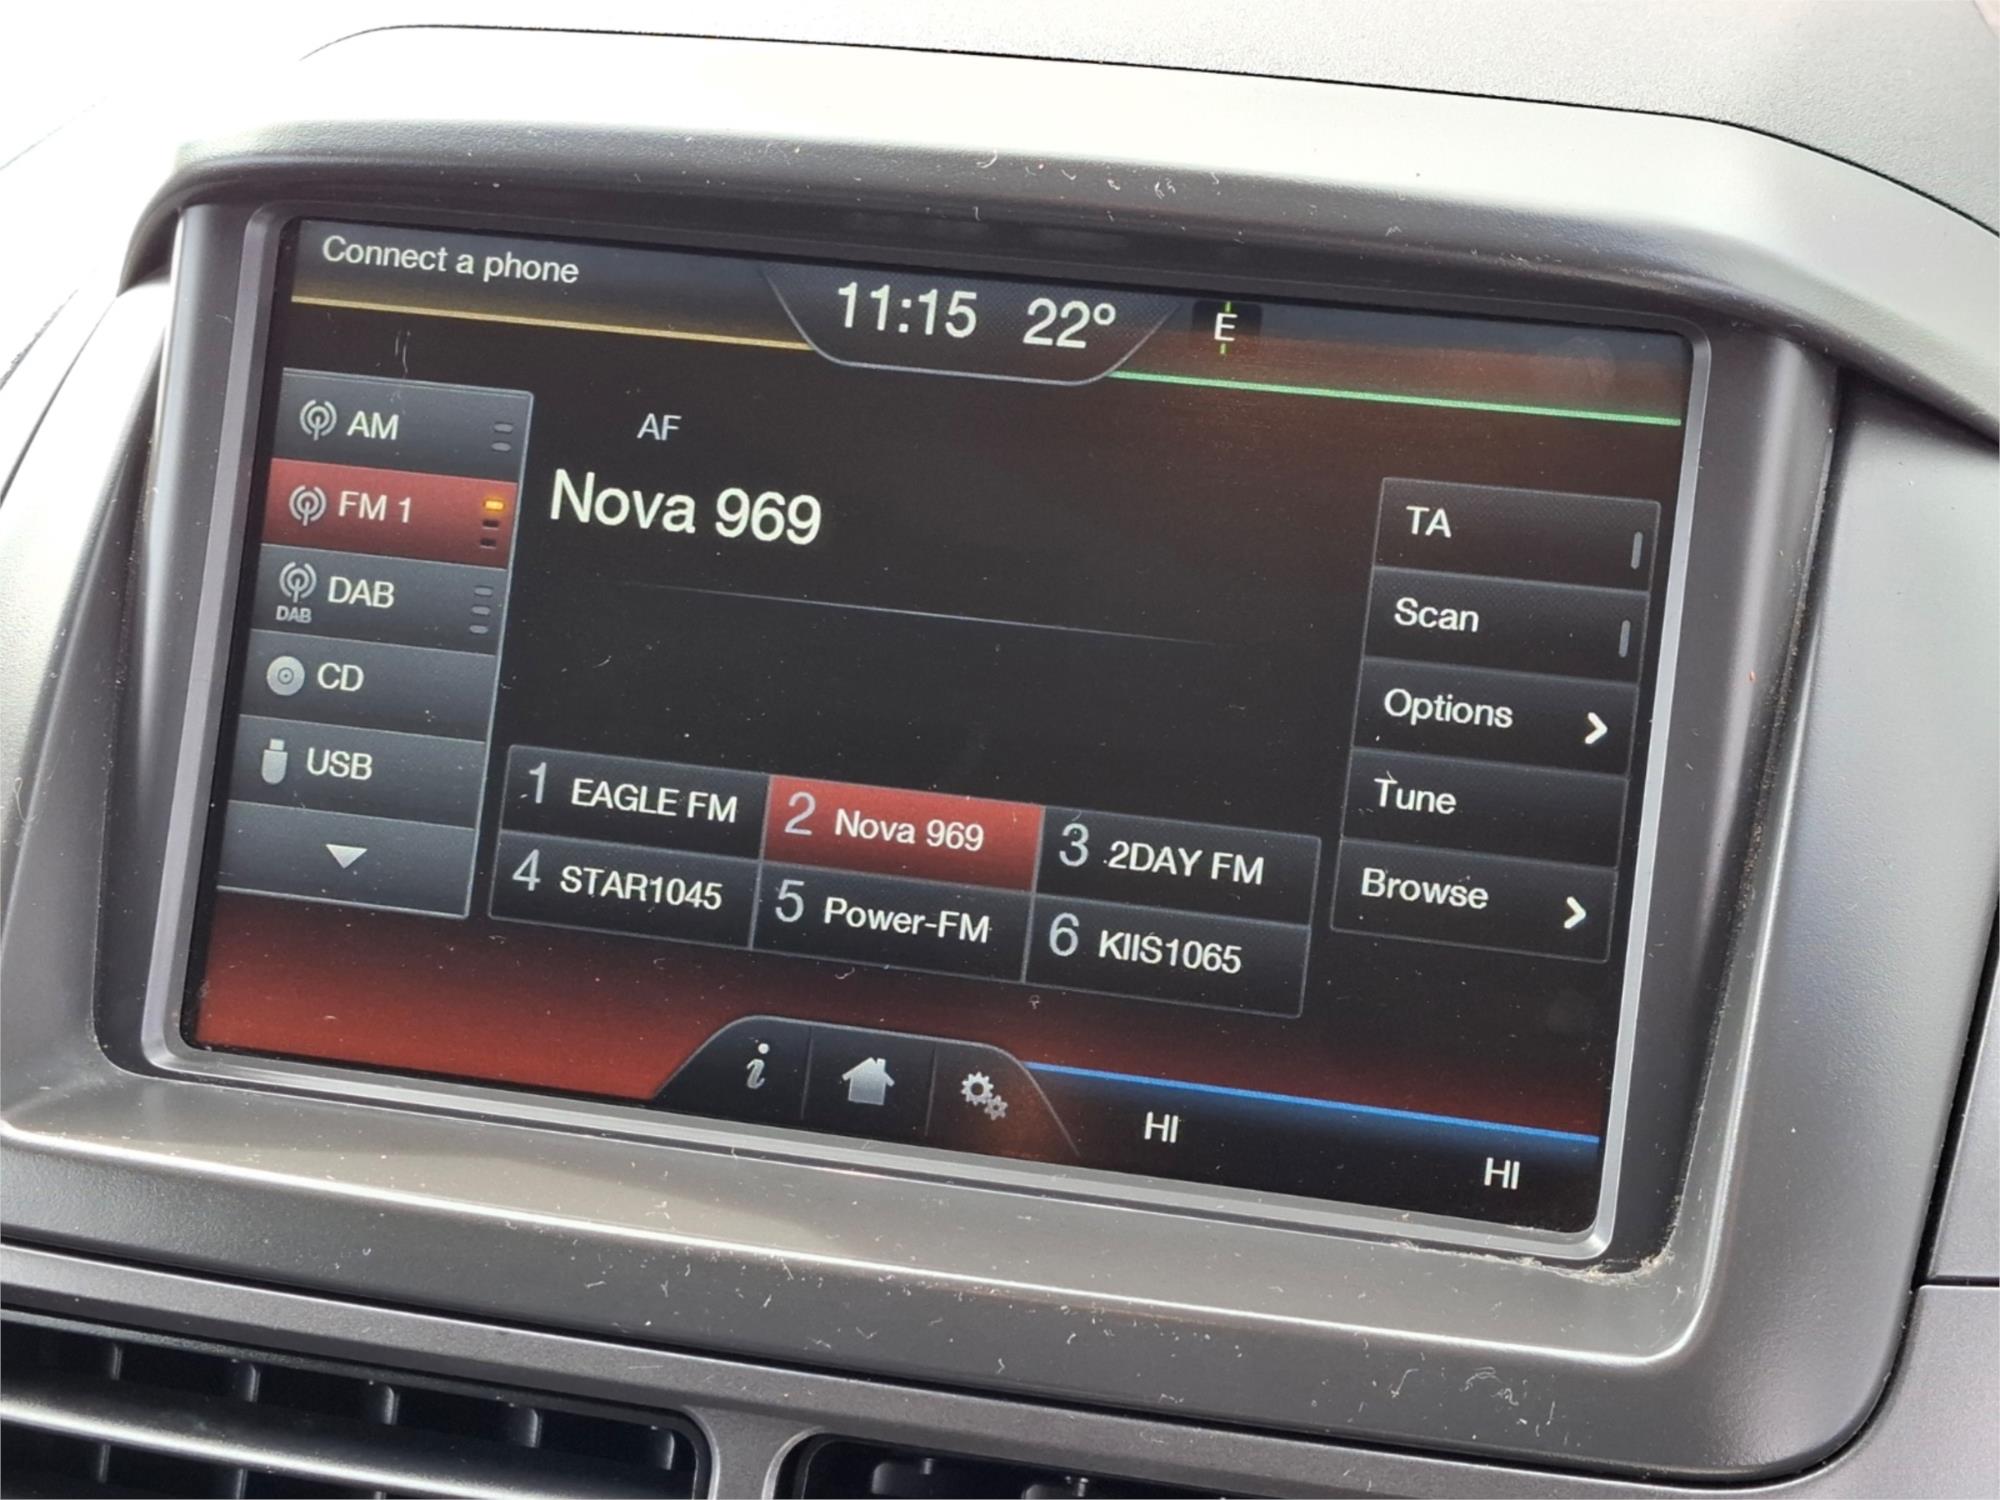 Connect a phone
11:15 22° E
AF
Nova 969
AM
FM 1
DAB
DAB
CD
USB
TA
Scan
Options
Tune
Browse
1 EAGLE FM
2 Nova 969
3 2DAY FM
4 STAR1045
5 Power-FM
6 KIIS1065
i
HI
HI